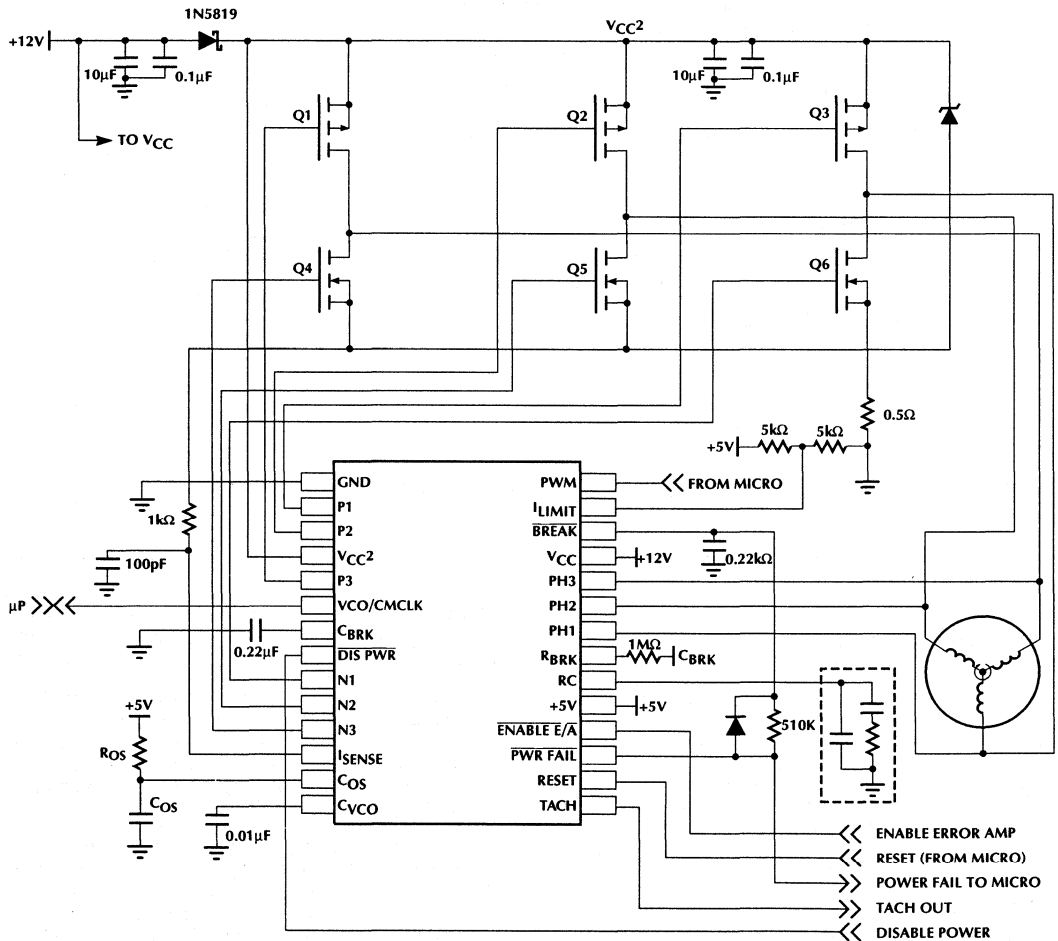 1N5819
+12V
VCC2
10µF
0.1µF
10µF
0.1µF
TO VCC
Q1
Q2
Q3
Q4
Q5
Q6
0.5Ω
+5V
5kΩ
5kΩ
GND
P1
P2
VCC2
P3
VCO/CMCLK
CBRK
DIS PWR
N1
N2
N3
ISENSE
COS
CVCO
PWM
ILIMIT
BREAK
VCC
PH3
PH2
PH1
RBRK
RC
+5V
ENABLE E/A
PWR FAIL
RESET
TACH
FROM MICRO
1kΩ
100pF
µP
0.22µF
+5V
ROS
COS
0.01µF
0.22kΩ
+12V
1MΩ
CBRK
+5V
510K
ENABLE ERROR AMP
RESET (FROM MICRO)
POWER FAIL TO MICRO
TACH OUT
DISABLE POWER